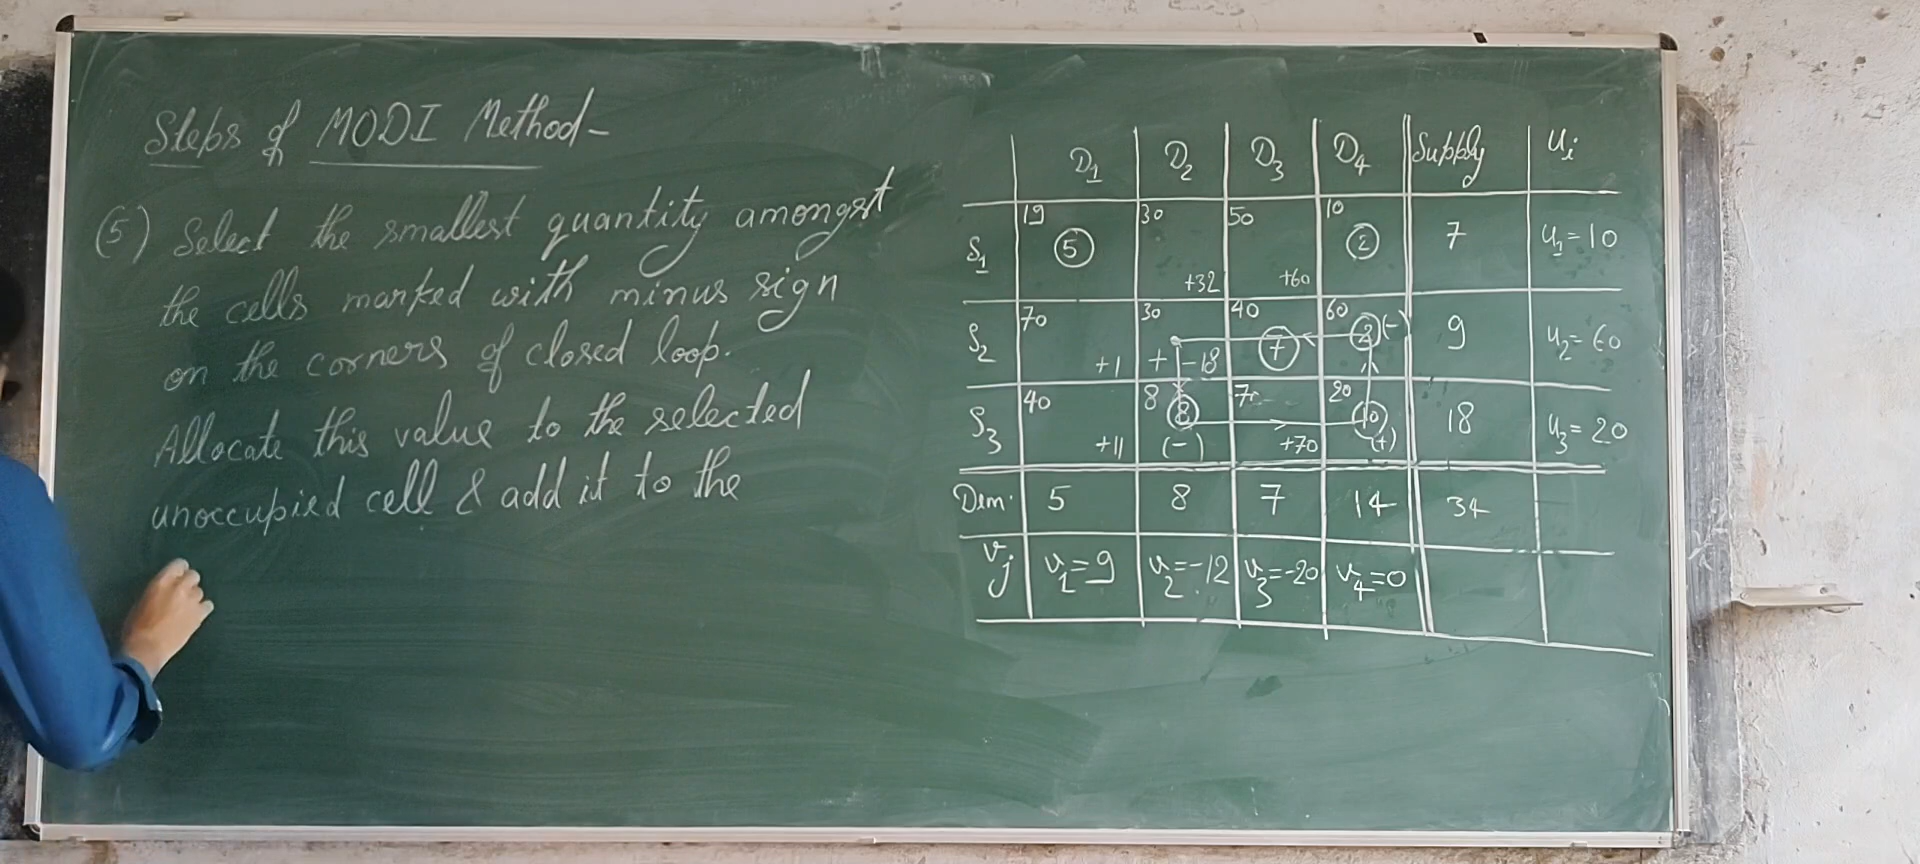 Steps of MODI Method-
(5) Select the smallest quantity amongst
the cells marked with minus sign
on the corners of closed loop.
Allocate this value to the selected
unoccupied cell & add it to the
D1 D2 D3 D4 Supply ui
S1 19 (5) 30 +32 50 +60 10 (2) 7 u1=10
S2 70 +1 30 + -18 40 (7) 60 (2) (-) 9 u2=60
S3 40 +11 8 (8) (-) 70 +70 20 (10) (+) 18 u3=20
Dem. 5 8 7 14 34
vj v1=9 v2=-12 v3=-20 v4=0